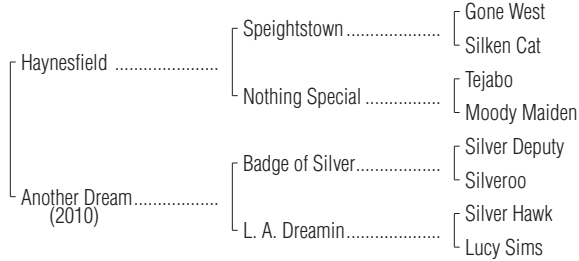 Gone West
Speightstown
Silken Cat
Haynesfield
Tejabo
Nothing Special
Moody Maiden
Silver Deputy
Badge of Silver
Silveroo
Another Dream
(2010)
Silver Hawk
L. A. Dreamin
Lucy Sims